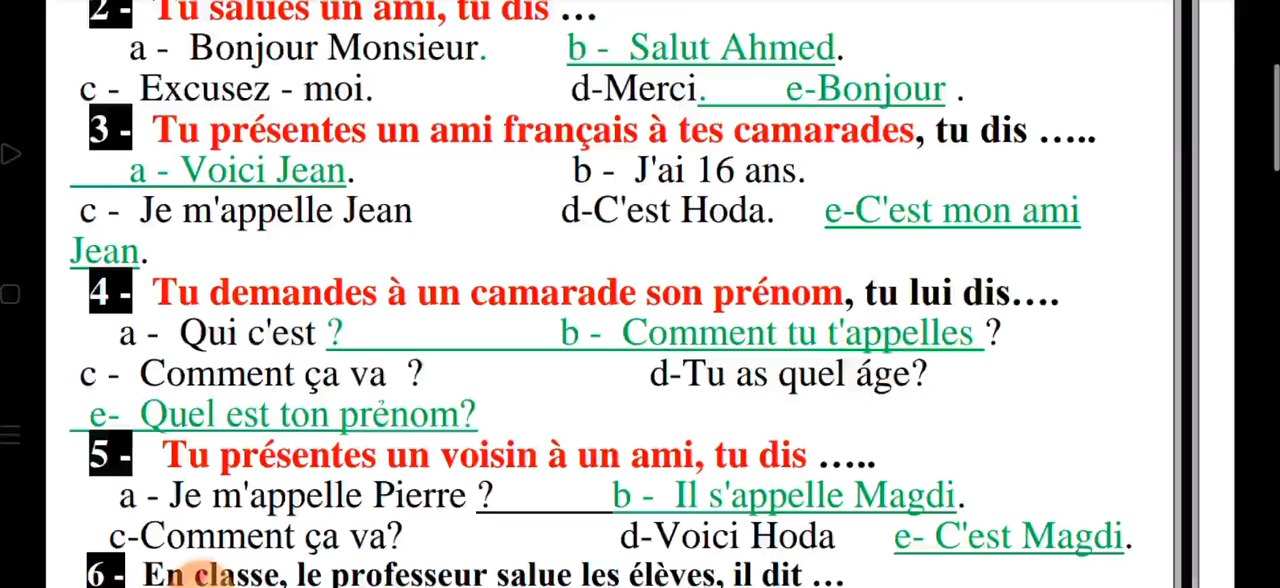 2 - Tu salues un ami, tu dis …
a - Bonjour Monsieur. b - Salut Ahmed.
c - Excusez - moi. d-Merci. e-Bonjour .
3 - Tu présentes un ami français à tes camarades, tu dis …..
a - Voici Jean. b - J'ai 16 ans.
c - Je m'appelle Jean d-C'est Hoda. e-C'est mon ami
Jean.
4 - Tu demandes à un camarade son prénom, tu lui dis….
a - Qui c'est ? b - Comment tu t'appelles ?
c - Comment ça va ? d-Tu as quel áge?
e- Quel est ton prẻnom?
5 - Tu présentes un voisin à un ami, tu dis …..
a - Je m'appelle Pierre ? b - Il s'appelle Magdi.
c-Comment ça va? d-Voici Hoda e- C'est Magdi.
6 - En classe, le professeur salue les élèves, il dit …